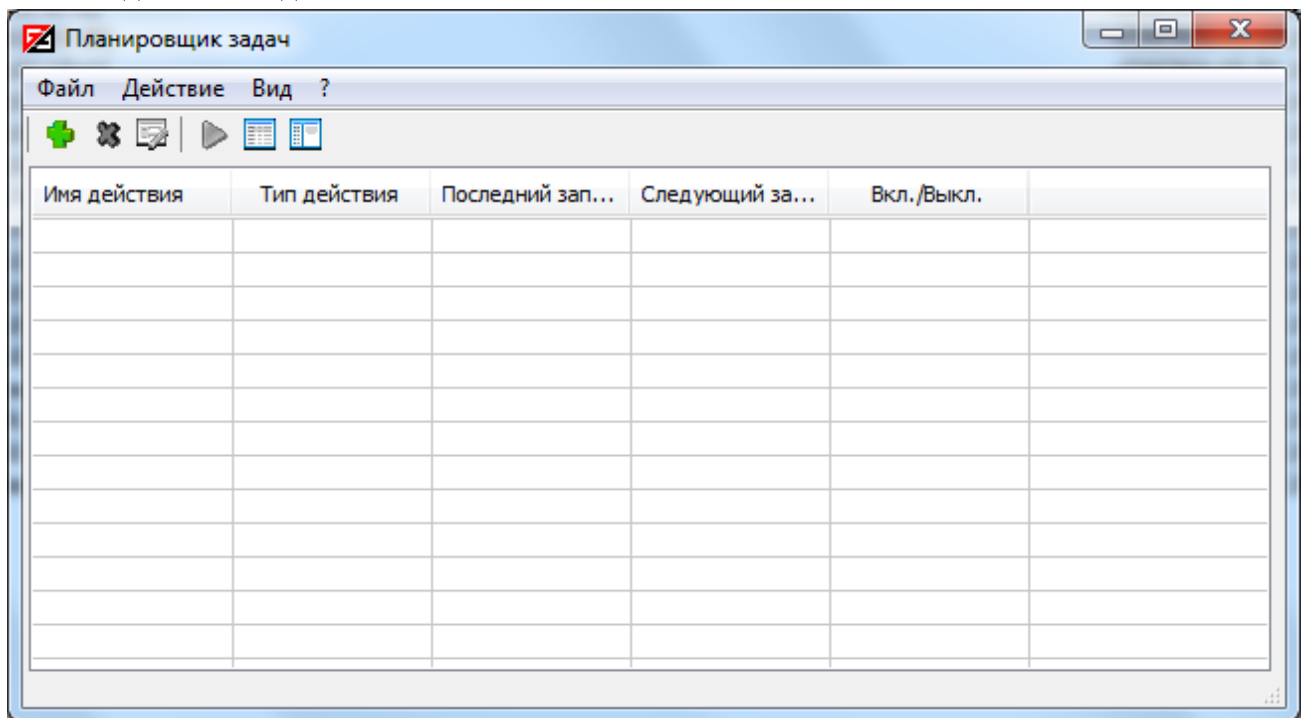 Планировщик задач
Файл Действие Вид ?
Имя действия Тип действия Последний зап... Следующий за... Вкл./Выкл.